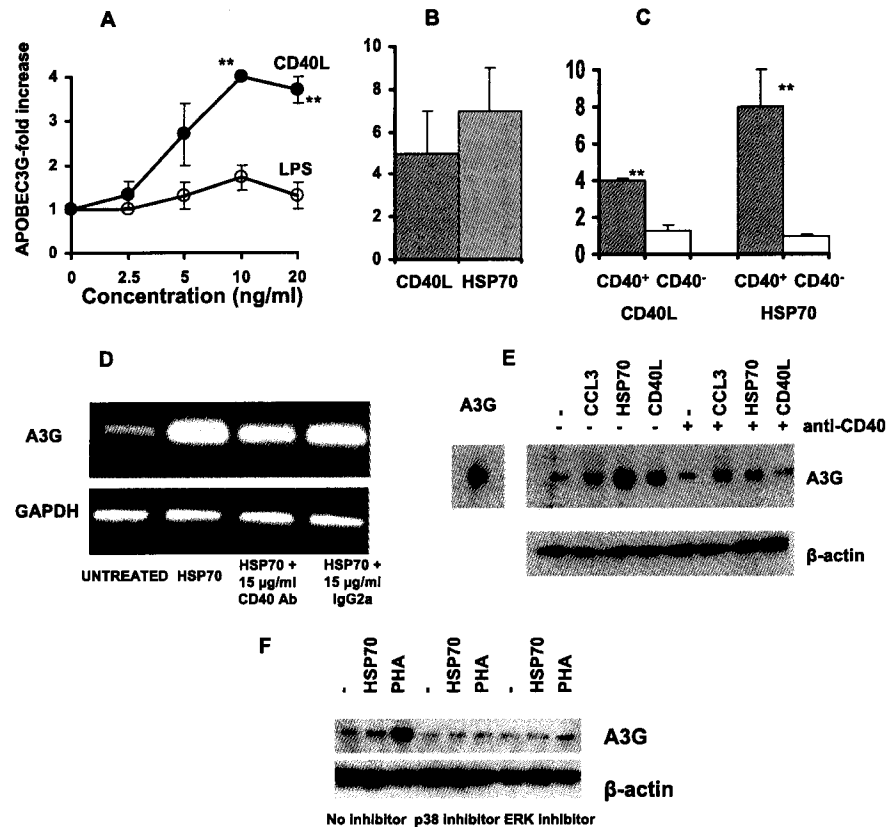 A
APOBEC3G-fold increase
4
3
2
1
0
**
CD40L
**
LPS
0 2.5 5 10 20
Concentration (ng/ml)
B
10
8
6
4
2
0
CD40L HSP70
C
10
8
6
4
2
0
**
**
CD40+ CD40- CD40+ CD40-
CD40L HSP70
D
A3G
GAPDH
UNTREATED
HSP70
HSP70 +
15 µg/ml
CD40 Ab
HSP70 +
15 µg/ml
IgG2a
E
A3G
- CCL3 HSP70 CD40L - CCL3 HSP70 CD40L
- - - - + + + + anti-CD40
A3G
β-actin
F
- HSP70 PHA - HSP70 PHA - HSP70 PHA
A3G
β-actin
No inhibitor p38 inhibitor ERK inhibitor